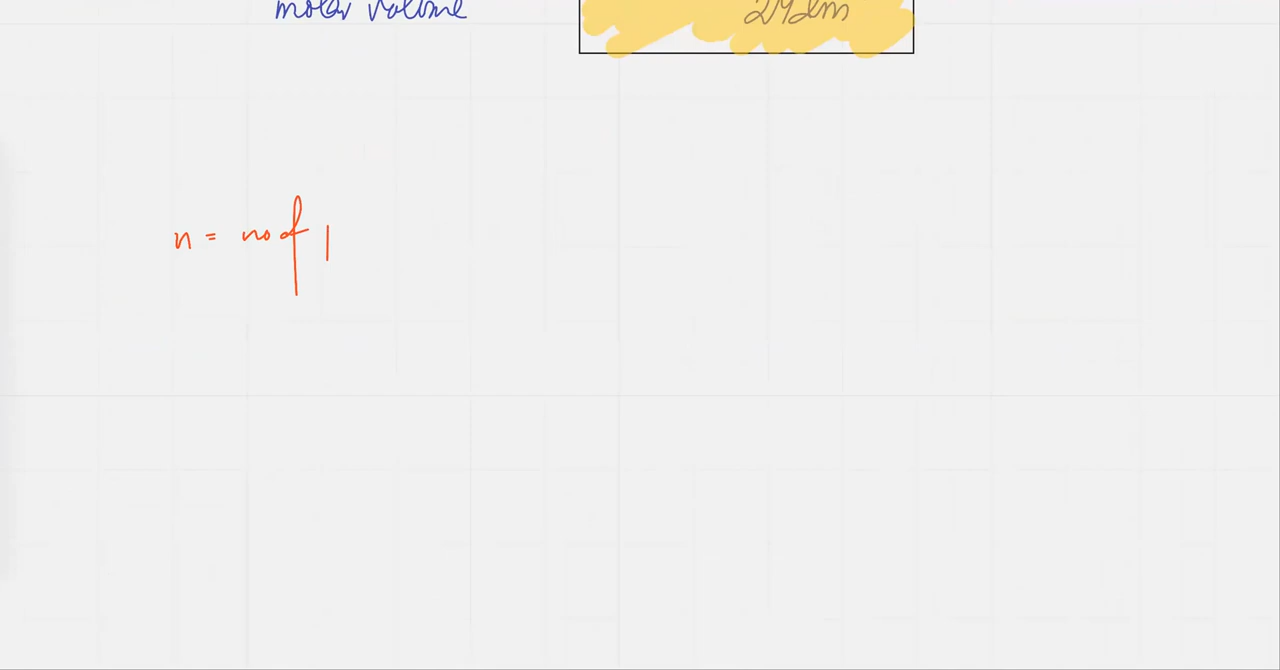 molar volume 24dm
n = no of